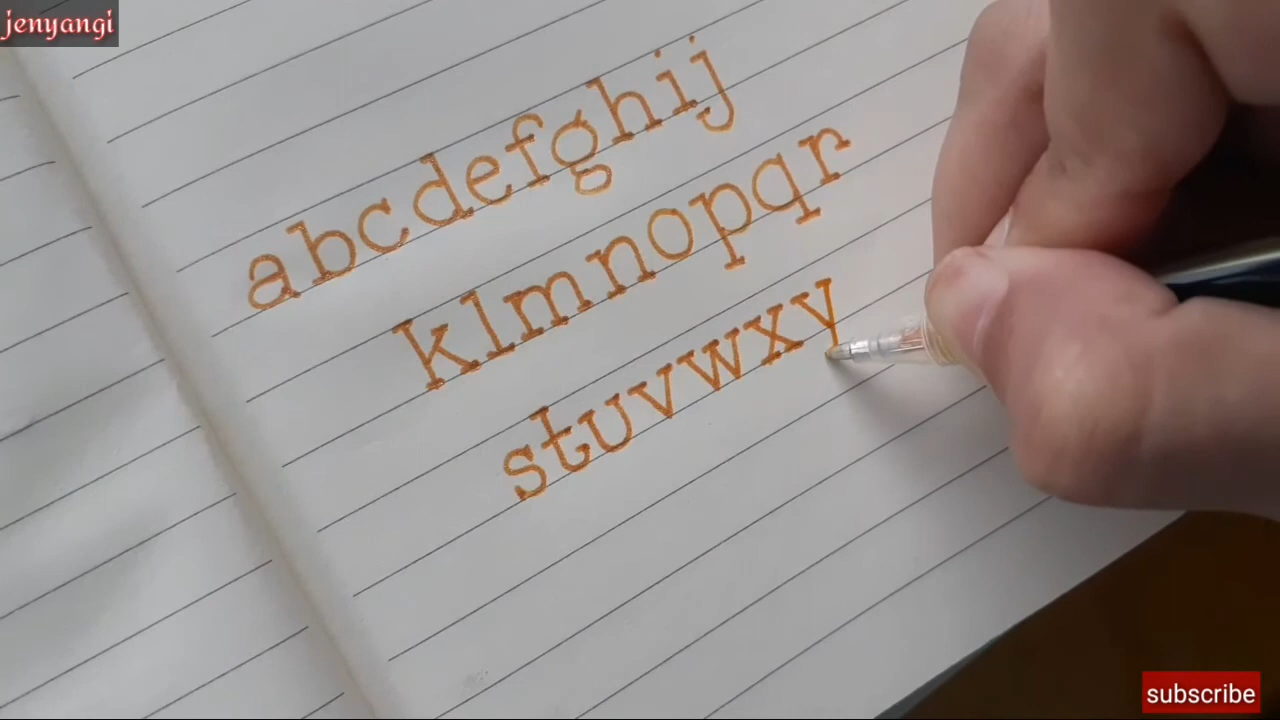 jenyangi
abcdefghij
klmnopqr
stuvwxy
subscribe